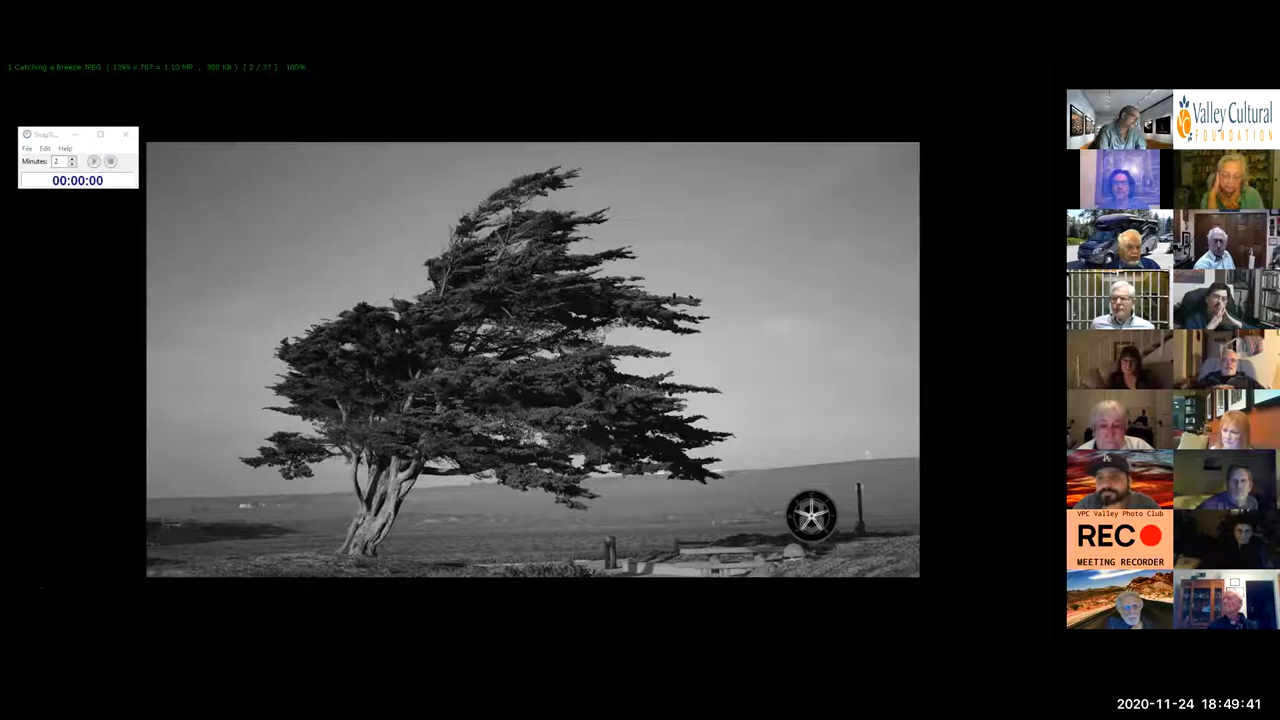 1 Catching a Breeze.JPEG ( 1399 x 787 = 1.10 MP , 382 KB ) [ 2 / 37 ] 100%
SnapTi...
File Edit Help
Minutes: 2
00:00:00
Valley Cultural
FOUNDATION
VPC Valley Photo Club
REC
MEETING RECORDER
2020-11-24 18:49:41